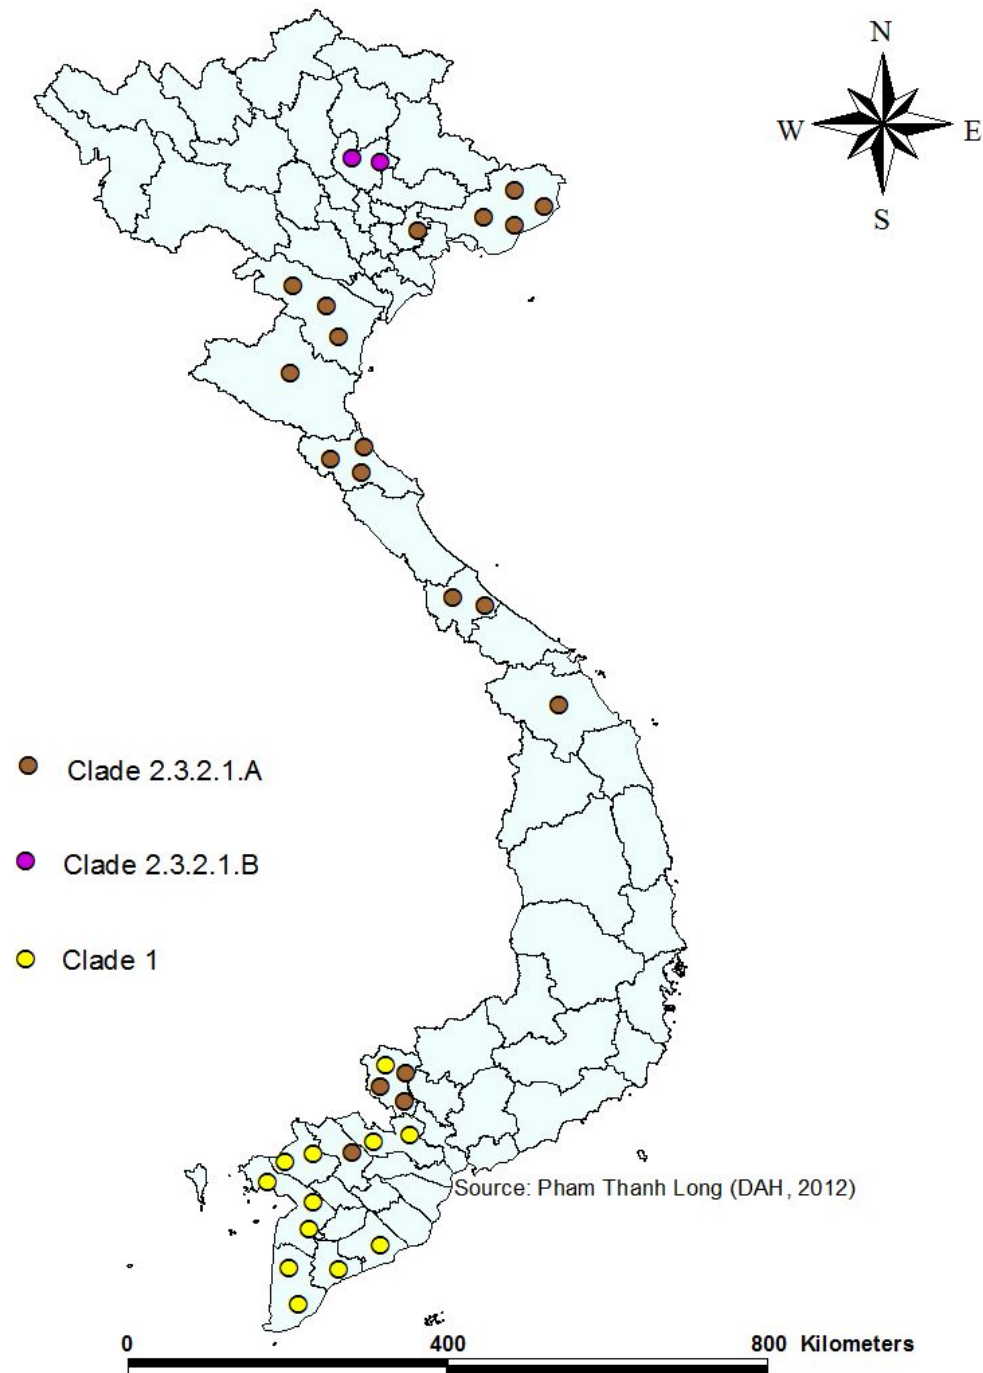 N
W E
S
Clade 2.3.2.1.A
Clade 2.3.2.1.B
Clade 1
Source: Pham Thanh Long (DAH, 2012)
0 400 800 Kilometers